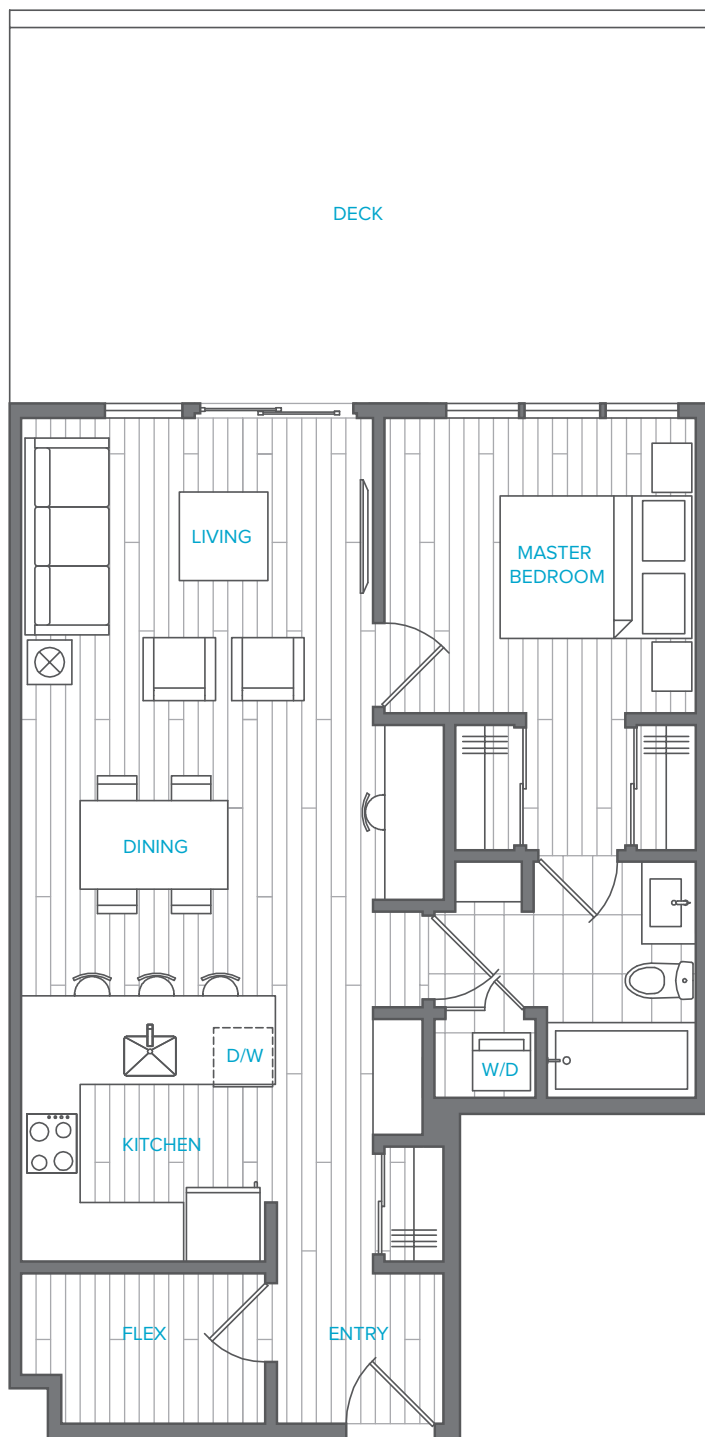 DECK
LIVING
MASTER
BEDROOM
DINING
D/W
W/D
KITCHEN
FLEX
ENTRY